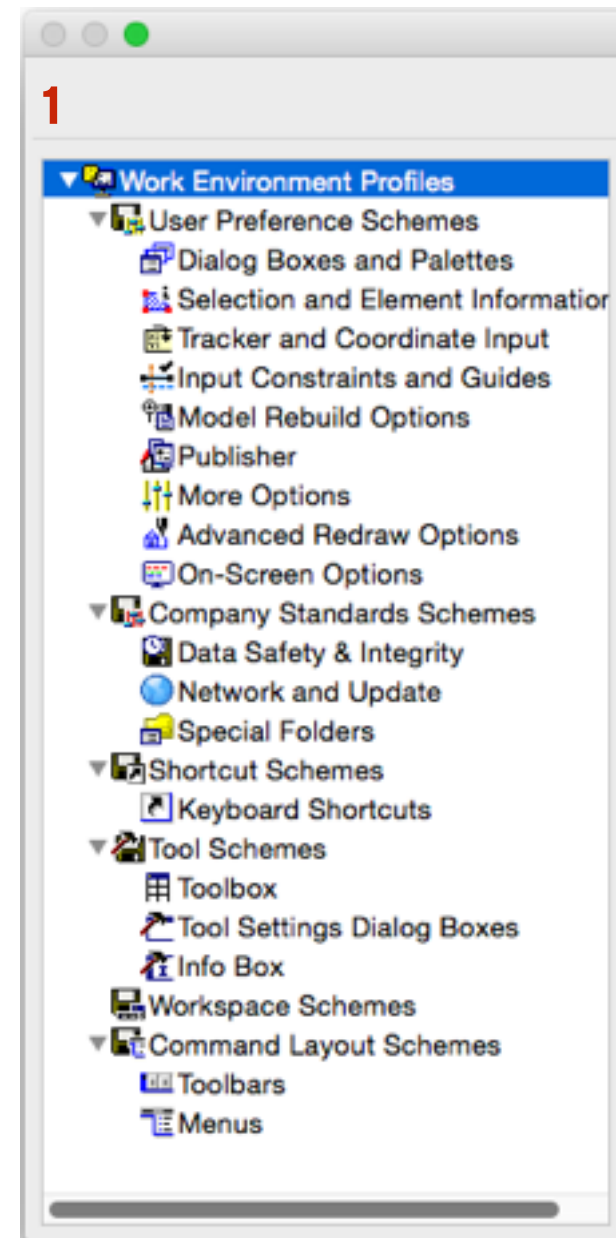 1
Work Environment Profiles
User Preference Schemes
Dialog Boxes and Palettes
Selection and Element Information
Tracker and Coordinate Input
Input Constraints and Guides
Model Rebuild Options
Publisher
More Options
Advanced Redraw Options
On-Screen Options
Company Standards Schemes
Data Safety & Integrity
Network and Update
Special Folders
Shortcut Schemes
Keyboard Shortcuts
Tool Schemes
Toolbox
Tool Settings Dialog Boxes
Info Box
Workspace Schemes
Command Layout Schemes
Toolbars
Menus